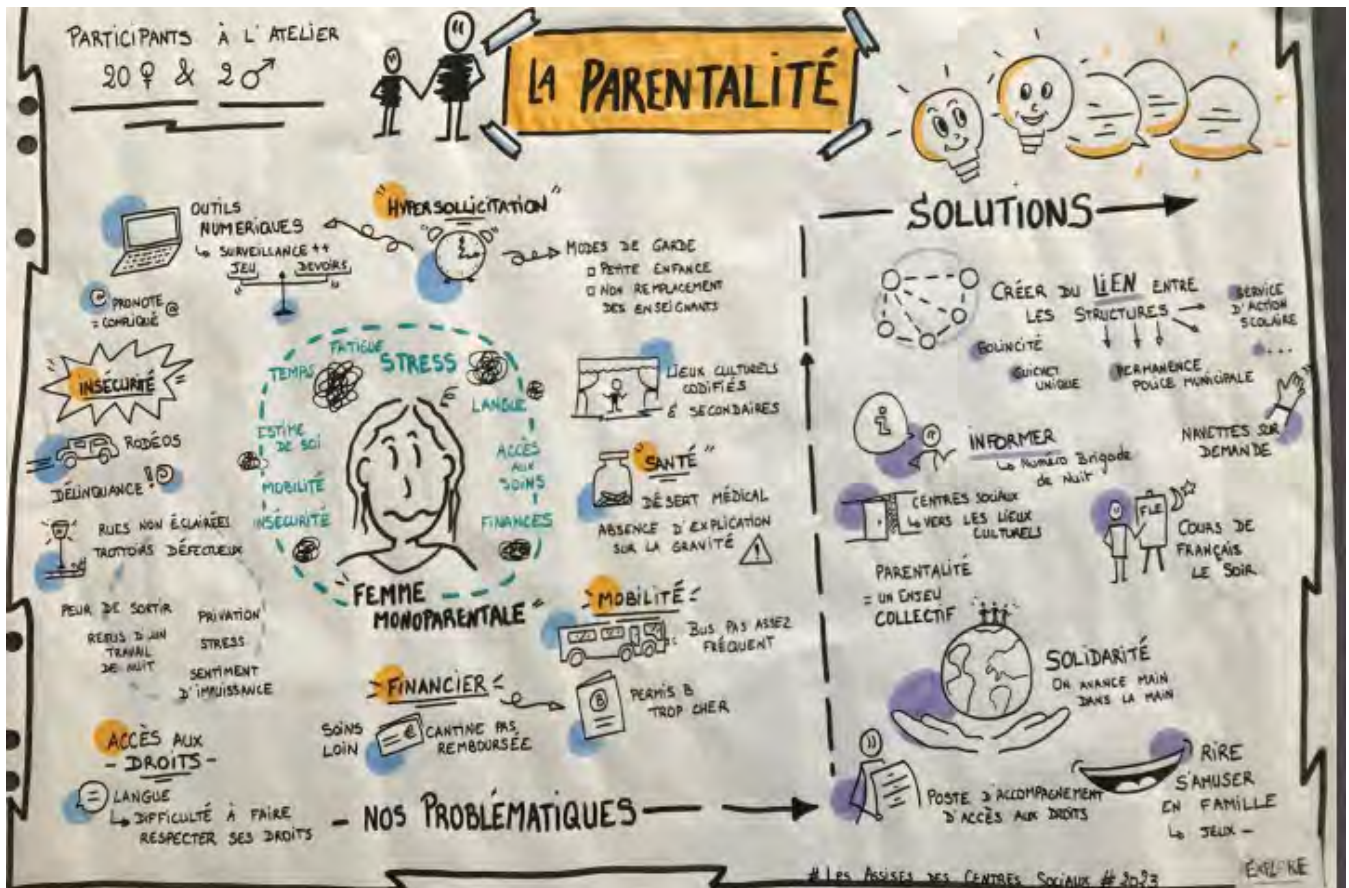 PARTICIPANTS À L'ATELIER
20 ♀ & 2 ♂
LA PARENTALITÉ
"HYPERSOLLICITATION"
OUTILS
NUMERIQUES
↳ SURVEILLANCE ++
JEU DEVOIRS
PRONOTE @
= COMPLIQUÉ
MODES DE GARDE
□ PETITE ENFANCE
□ NON REMPLACEMENT
DES ENSEIGNANTS
INSÉCURITÉ
RODÉOS
DÉLINQUANCE !
RUES NON ÉCLAIRÉES
TROTTOIRS DÉFECTUEUX
PEUR DE SORTIR
REFUS D'UN
TRAVAIL
DE NUIT
PRIVATION
STRESS
SENTIMENT
D'IMPUISSANCE
FATIGUE
STRESS
TEMPS
LANGUE
ESTIME
DE SOI
ACCÈS
AUX
SOINS
MOBILITÉ
INSÉCURITÉ
FINANCES
"FEMME
MONOPARENTALE"
LIEUX CULTURELS
CODIFIÉS
& SECONDAIRES
"SANTÉ"
DÉSERT MÉDICAL
ABSENCE D'EXPLICATION
SUR LA GRAVITÉ
MOBILITÉ
BUS PAS ASSEZ
FRÉQUENT
FINANCIER
SOINS
LOIN
€
CANTINE PAS
REMBOURSÉE
B
PERMIS B
TROP CHER
ACCÈS AUX
- DROITS -
LANGUE
↳ DIFFICULTÉ À FAIRE
RESPECTER SES DROITS
- NOS PROBLÉMATIQUES
SOLUTIONS
CRÉER DU LIEN ENTRE
LES STRUCTURES
SERVICE
D'ACTION
SCOLAIRE
...
GUICHET
UNIQUE
PERMANENCE
POLICE MUNICIPALE
i
INFORMER
↳ Numéro Brigade
de Nuit
NAVETTES SUR
DEMANDE
CENTRES SOCIAUX
↳ VERS LES LIEUX
CULTURELS
FLE
COURS DE
FRANÇAIS
LE SOIR
PARENTALITÉ
= UN ENJEU
COLLECTIF
SOLIDARITÉ
ON AVANCE MAIN
DANS LA MAIN
POSTE D'ACCOMPAGNEMENT
D'ACCÈS AUX DROITS
RIRE
S'AMUSER
EN FAMILLE
↳ JEUX -
# LES ASSISES DES CENTRES SOCIAUX # 2023